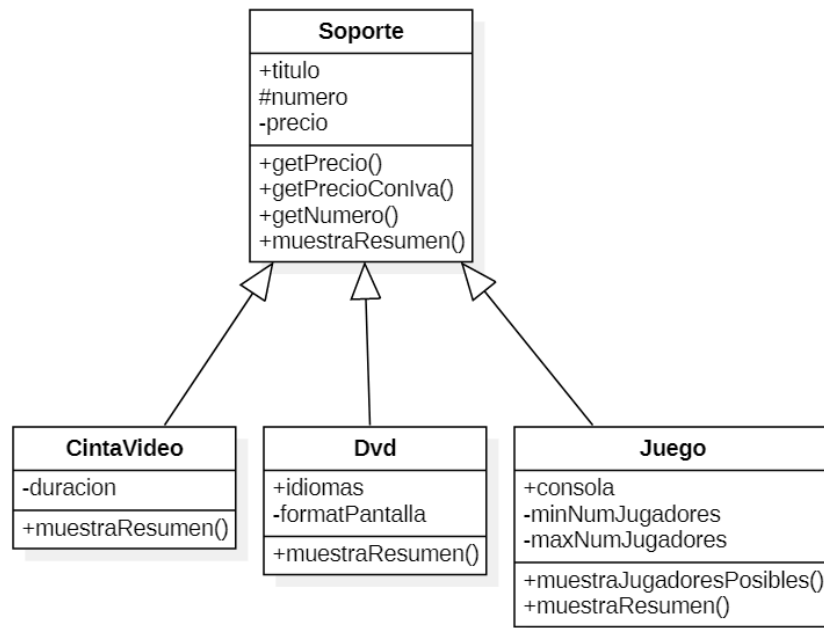 Soporte
+titulo
#numero
-precio
+getPrecio()
+getPrecioConIva()
+getNumero()
+muestraResumen()
CintaVideo
-duracion
+muestraResumen()
Dvd
+idiomas
-formatPantalla
+muestraResumen()
Juego
+consola
-minNumJugadores
-maxNumJugadores
+muestraJugadoresPosibles()
+muestraResumen()